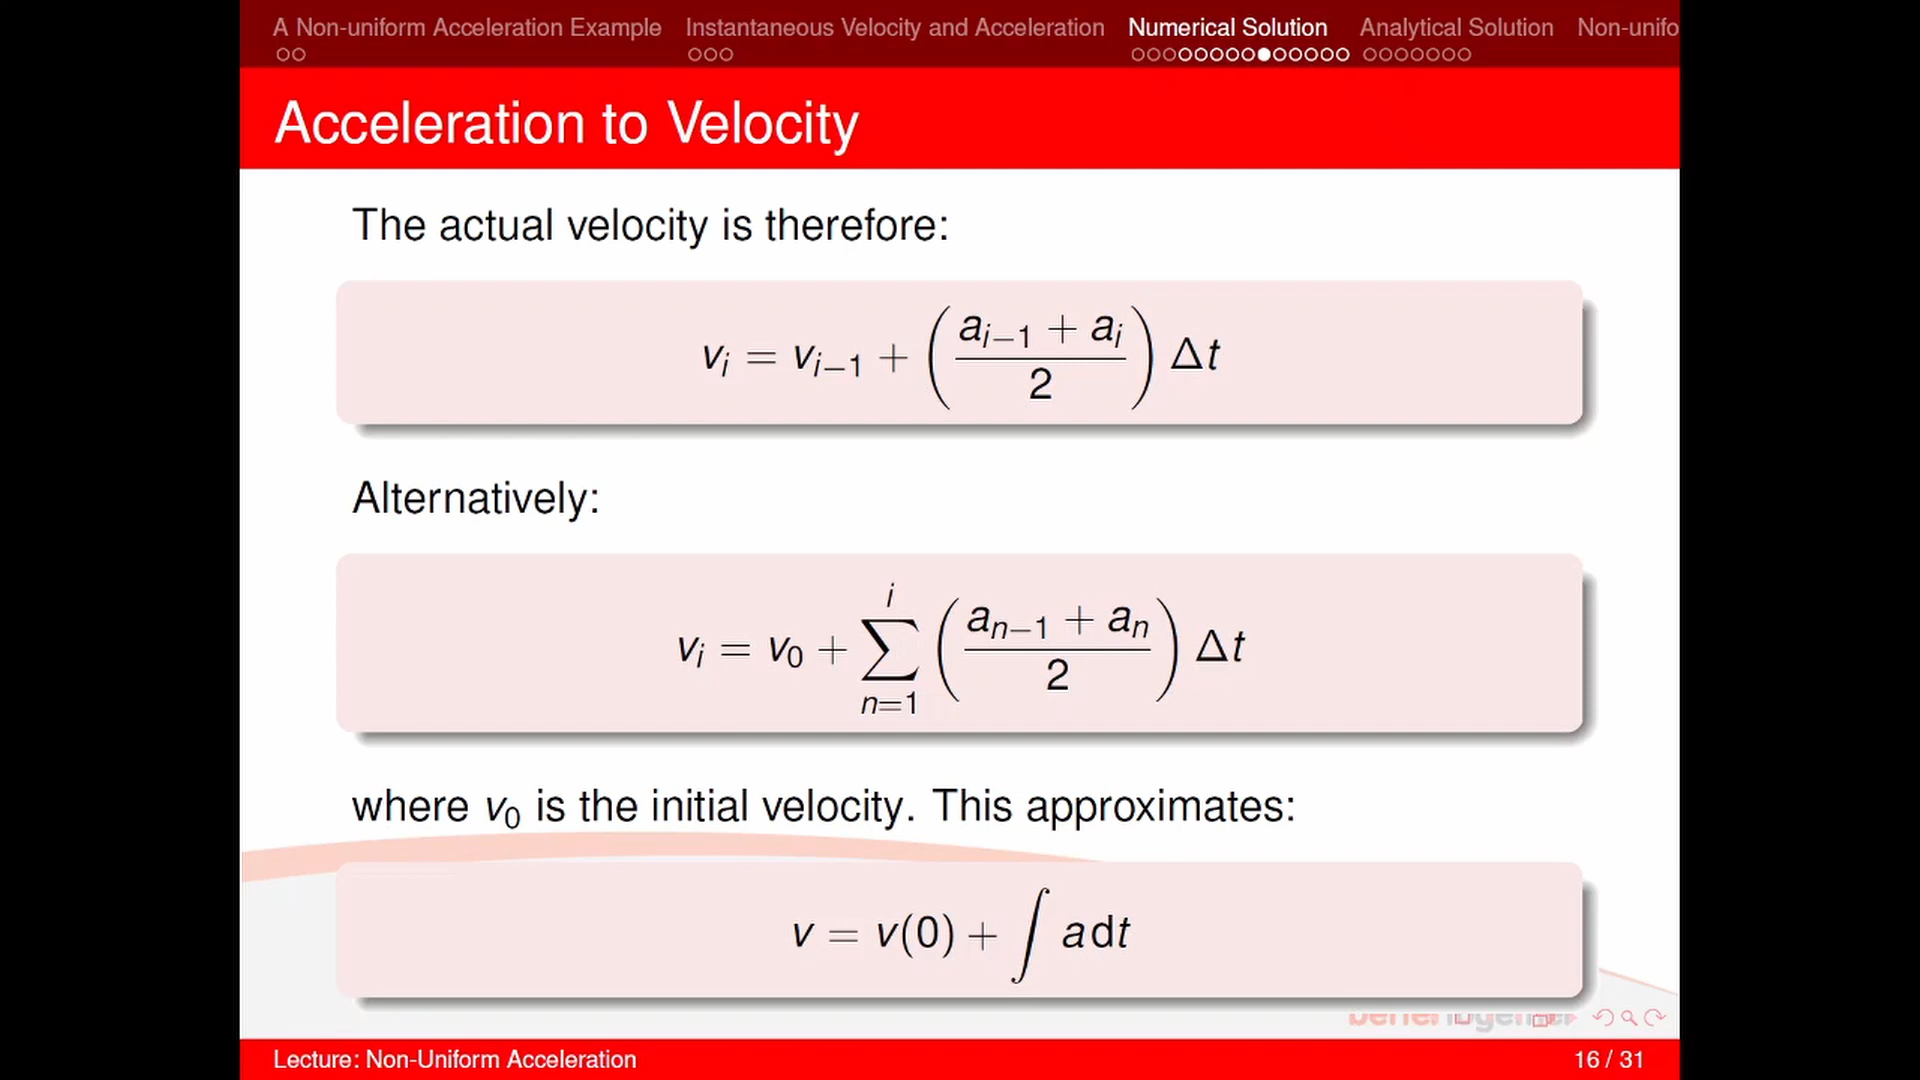 A Non-uniform Acceleration Example Instantaneous Velocity and Acceleration Numerical Solution Analytical Solution Non-unifo
Acceleration to Velocity
The actual velocity is therefore:
v_i = v_{i−1} + ( (a_{i−1} + a_i) / 2 ) Δt
Alternatively:
v_i = v_0 + ∑_{n=1}^{i} ( (a_{n−1} + a_n) / 2 ) Δt
where v_0 is the initial velocity. This approximates:
v = v(0) + ∫ a dt
Lecture: Non-Uniform Acceleration 16 / 31